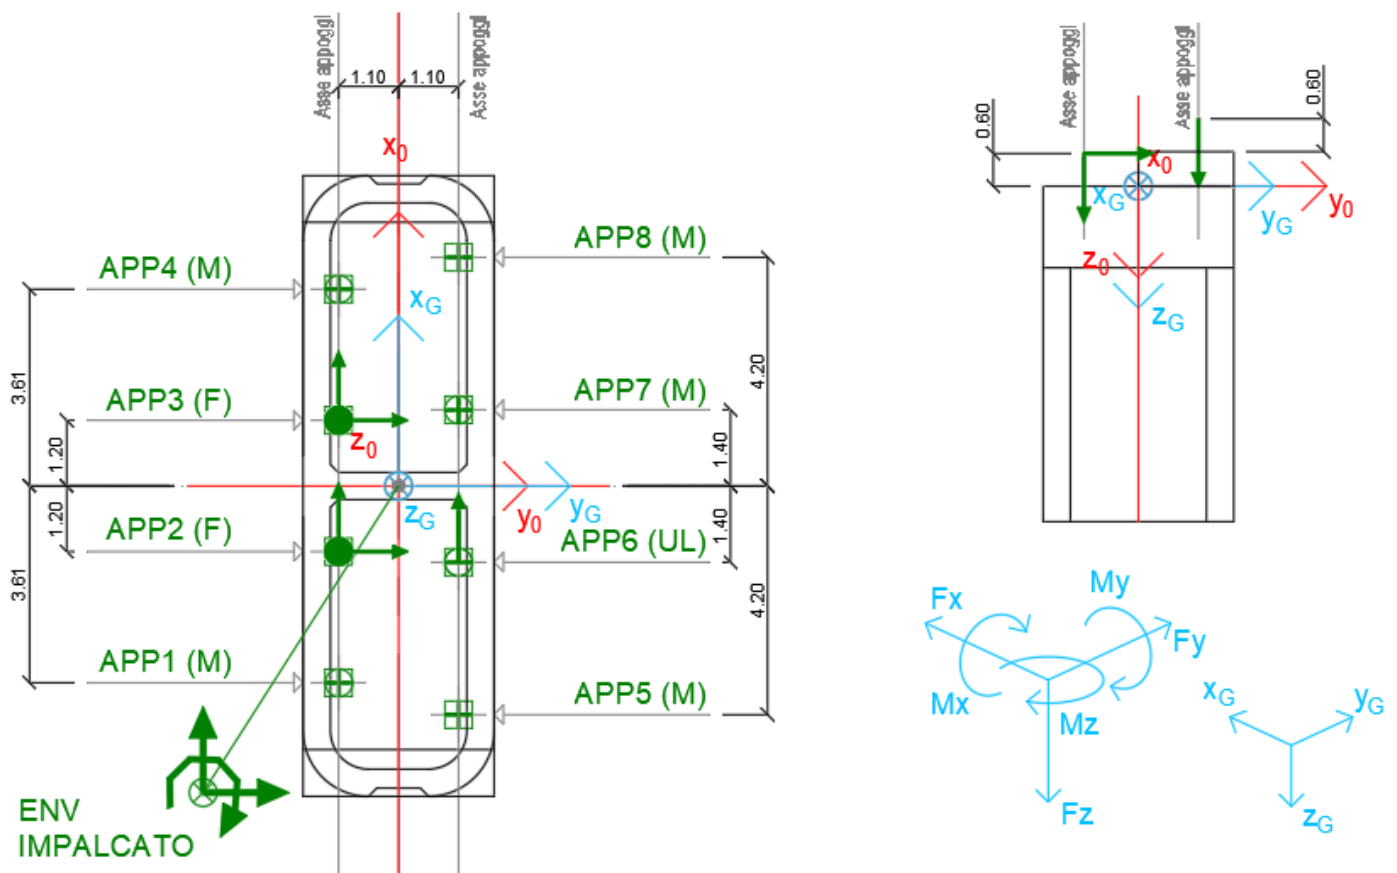 Asse appoggi
Asse appoggi
1.10
1.10
x0
APP4 (M)
APP8 (M)
xG
3.61
APP3 (F)
APP7 (M)
4.20
1.20
z0
1.40
zG
y0
yG
1.20
APP2 (F)
APP6 (UL)
1.40
3.61
4.20
APP1 (M)
APP5 (M)
ENV
IMPALCATO
Asse appoggi
Asse appoggi
0.60
0.60
x0
xG
yG
y0
z0
zG
My
Fx
Fy
Mx
Mz
Fz
xG
yG
zG